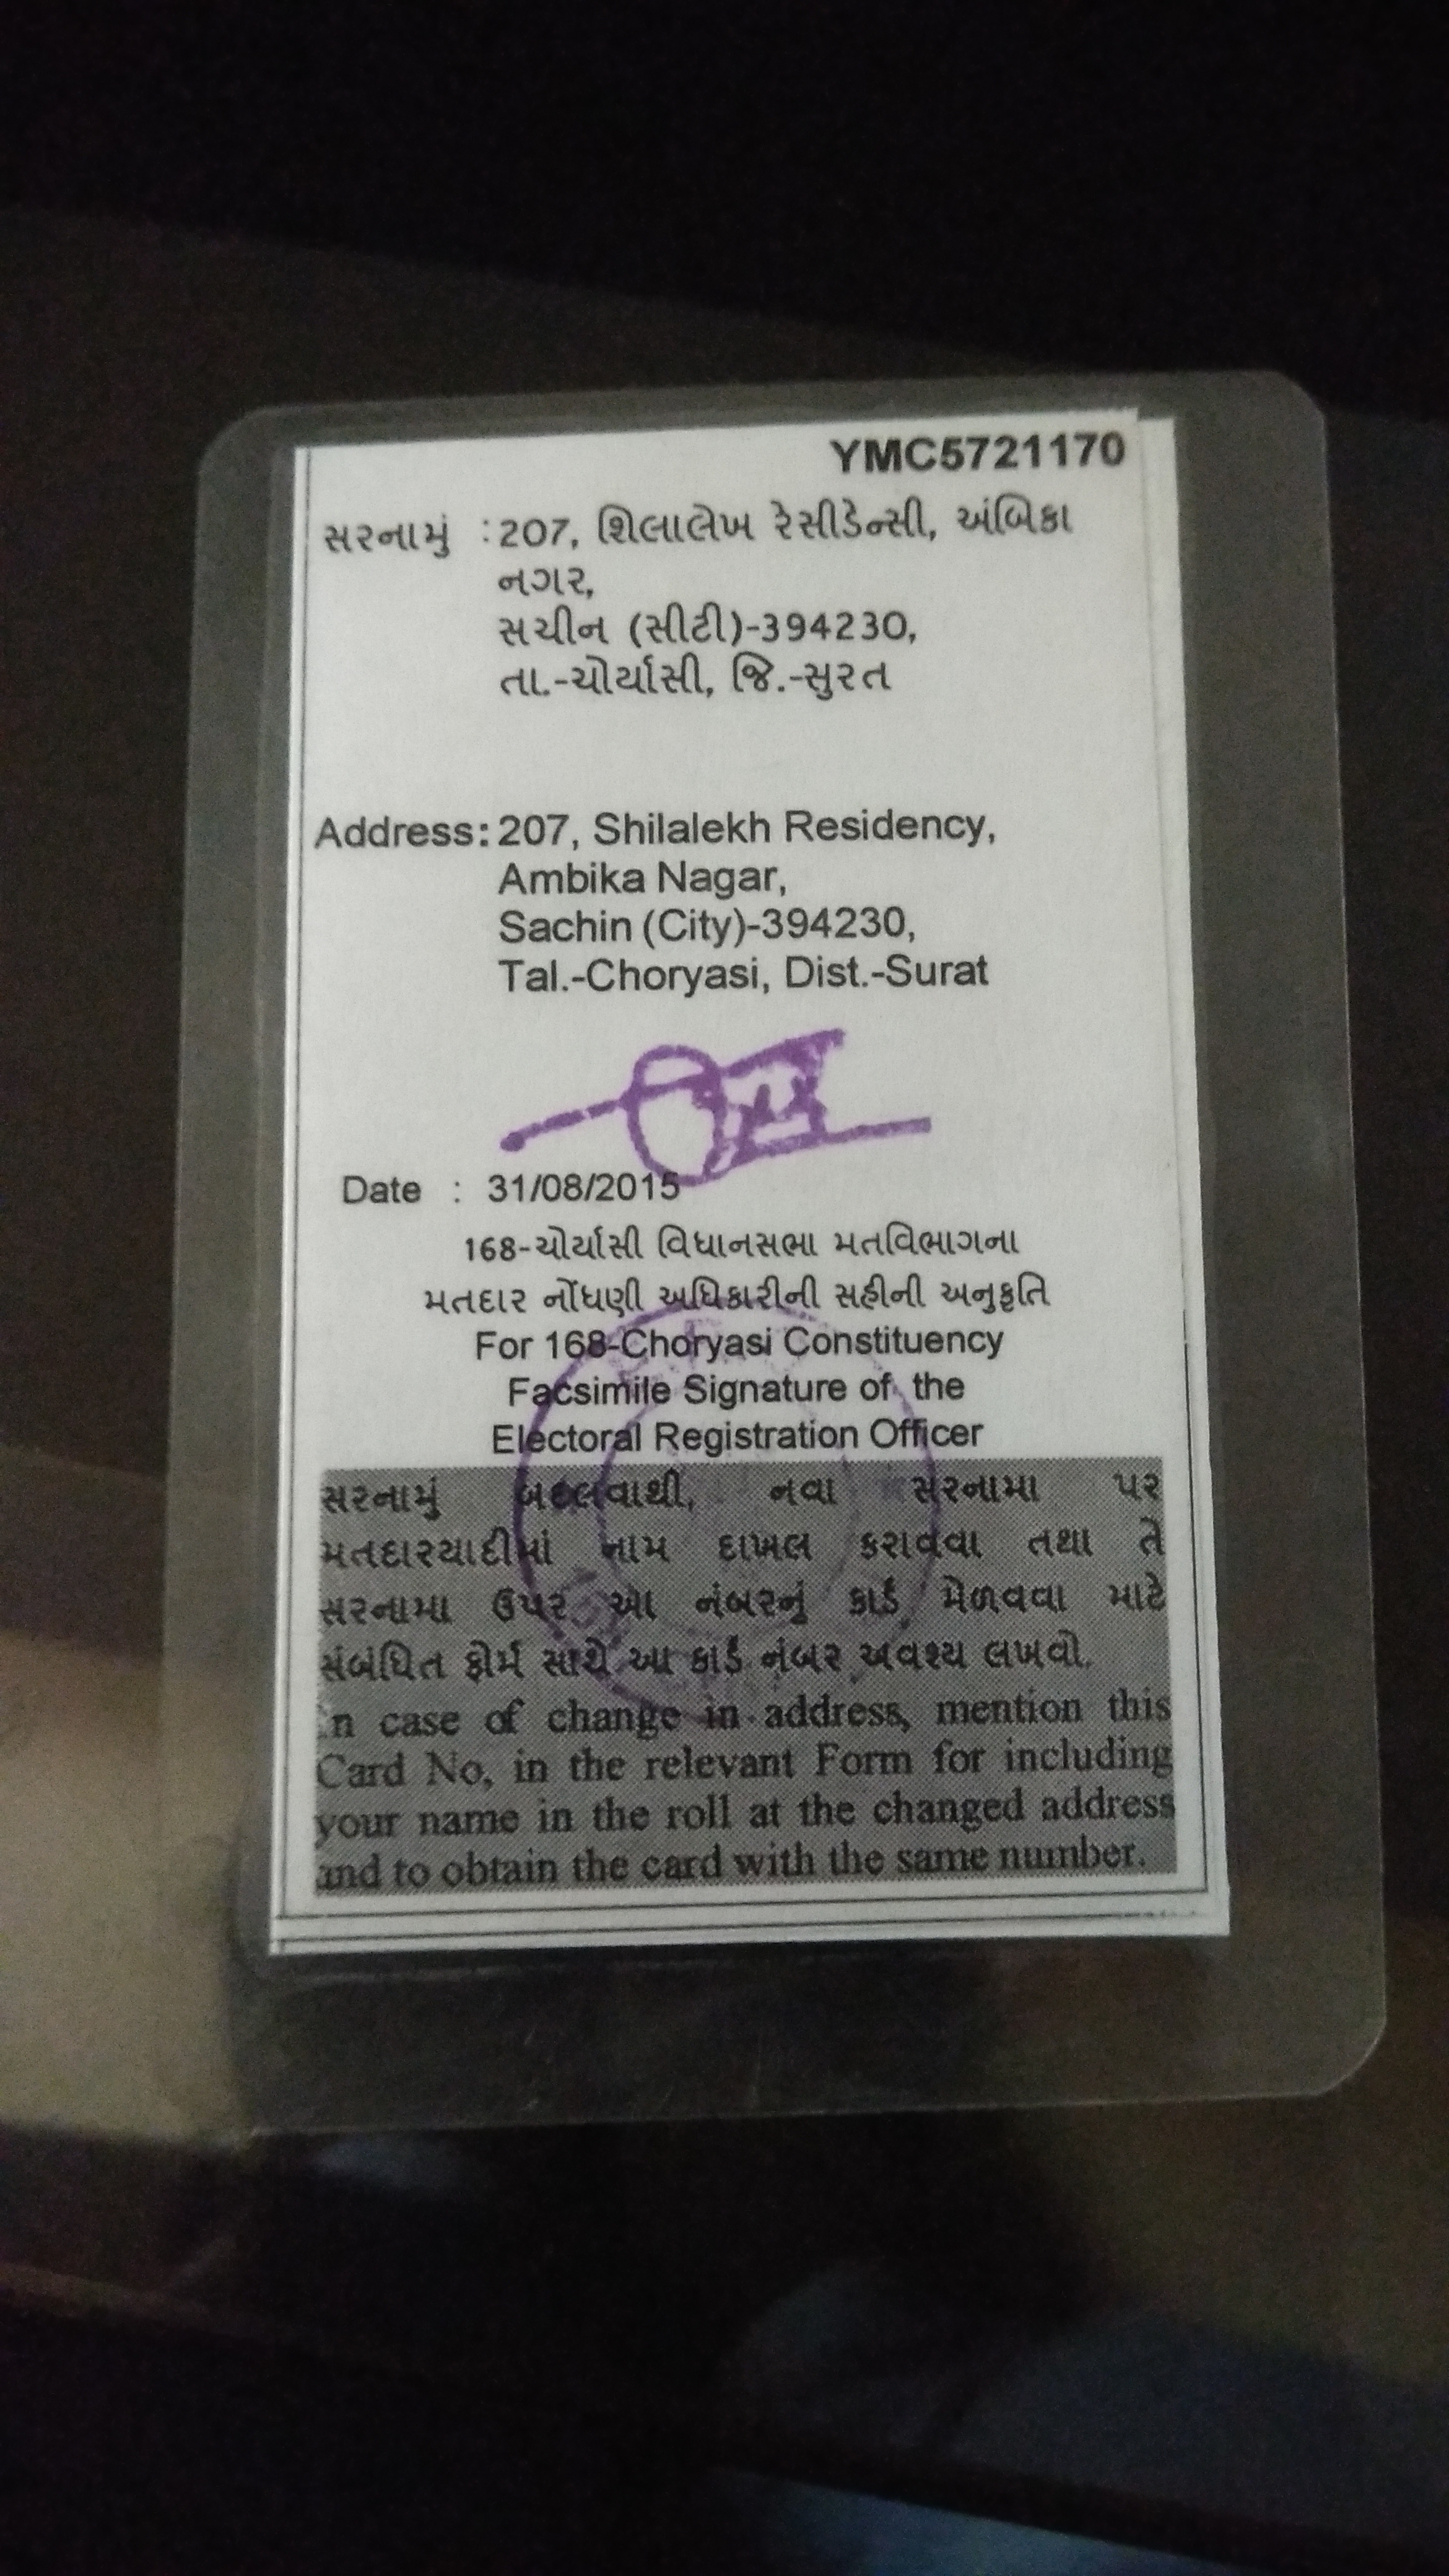 YMC5721170
સરનામું : 207, શિલાલેખ રેસીડેન્સી, અંબિકા
નગર,
સચીન (સીટી)-394230,
તા.-ચોર્યાસી, જિ.-સુરત
Address: 207, Shilalekh Residency,
Ambika Nagar,
Sachin (City)-394230,
Tal.-Choryasi, Dist.-Surat
Date : 31/08/2015
168-ચોર્યાસી વિધાનસભા મતવિભાગના
મતદાર નોંધણી અધિકારીની સહીની અનુકૃતિ
For 168-Choryasi Constituency
Facsimile Signature of the
Electoral Registration Officer
સરનામું બદલવાથી, નવા સરનામા પર
મતદારયાદીમાં નામ દાખલ કરાવવા તથા તે
સરનામા ઉપર આ નંબરનું કાર્ડ મેળવવા માટે
સંબંધિત ફોર્મ સાથે આ કાર્ડ નંબર અવશ્ય લખવો.
In case of change in address, mention this
Card No, in the relevant Form for including
your name in the roll at the changed address
and to obtain the card with the same number.